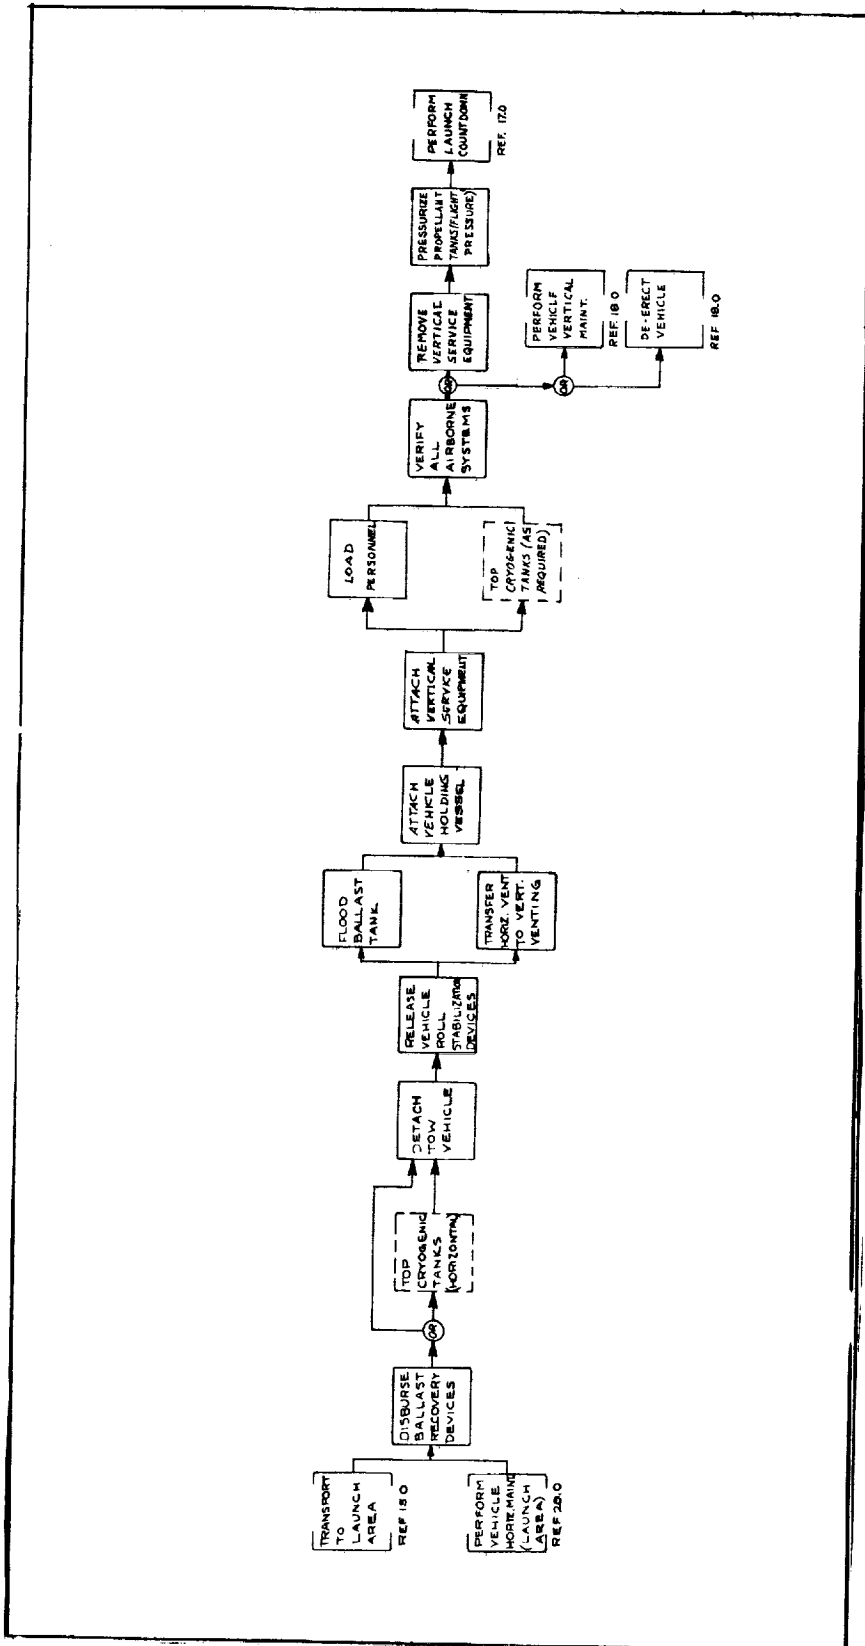 TRANSPORT
TO
LAUNCH
AREA
REF 15.0
PERFORM
VEHICLE
HORIZ. MAINT.
(LAUNCH
AREA)
REF 28.0
DISBURSE
BALLAST
RECOVERY
DEVICES
OR
TOP
CRYOGENIC
TANKS
(HORIZONTAL)
DETACH
TOW
VEHICLE
RELEASE
VEHICLE
ROLL
STABILIZATION
DEVICES
FLOOD
BALLAST
TANK
TRANSFER
HORIZ. VENT
TO VERT.
VENTING
ATTACH
VEHICLE
HOLDING
VESSEL
ATTACH
VERTICAL
SERVICE
EQUIPMENT
LOAD
PERSONNEL
TOP
CRYOGENIC
TANKS (AS
REQUIRED)
VERIFY
ALL
AIRBORNE
SYSTEMS
OR
REMOVE
VERTICAL
SERVICE
EQUIPMENT
PRESSURIZE
PROPELLANT
TANKS (FLIGHT
PRESSURE)
PERFORM
LAUNCH
COUNTDOWN
REF. 17.0
OR
PERFORM
VEHICLE
VERTICAL
MAINT.
REF. 18.0
DE-ERECT
VEHICLE
REF 18.0